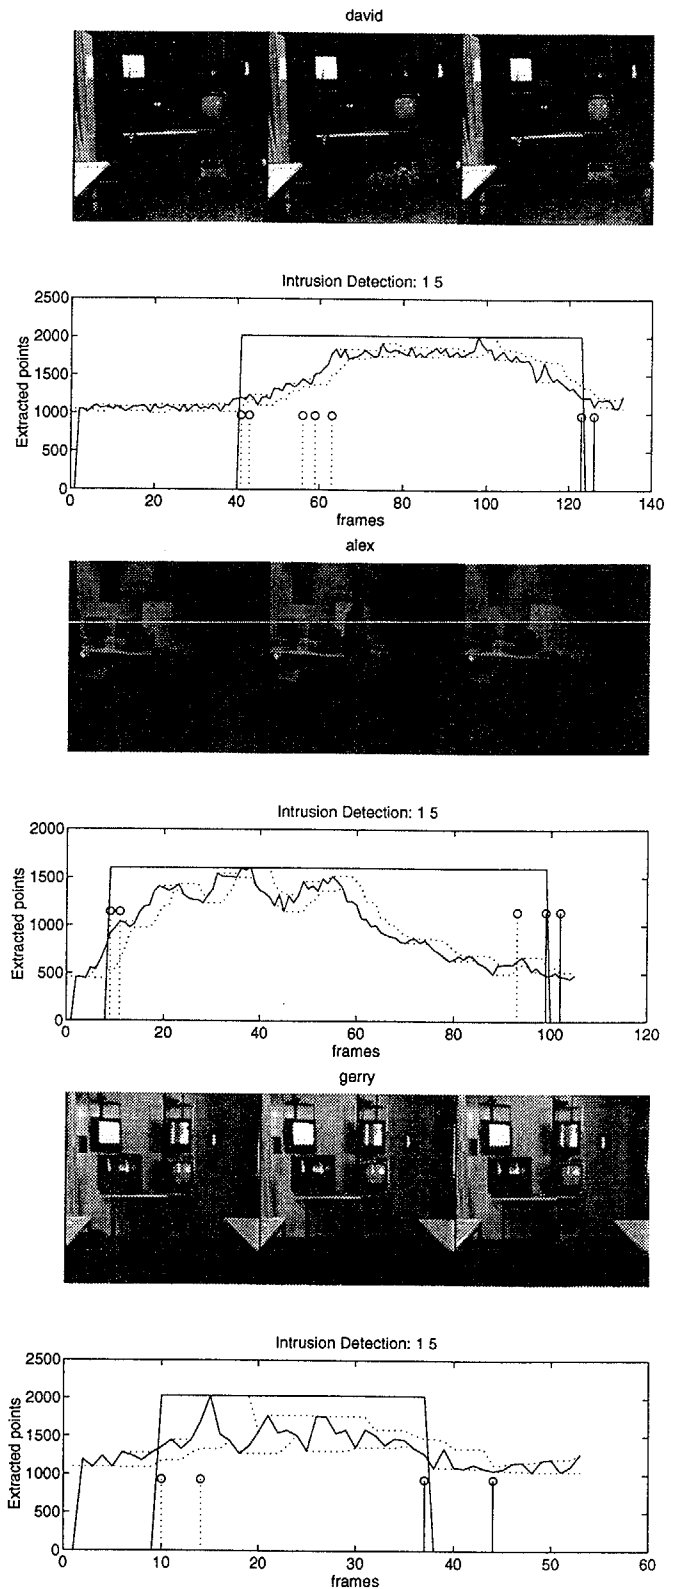 david
Intrusion Detection: 1 5
2500
2000
1500
1000
500
0
Extracted points
0 20 40 60 80 100 120 140
frames
alex
Intrusion Detection: 1 5
2000
1500
1000
500
0
Extracted points
0 20 40 60 80 100 120
frames
gerry
Intrusion Detection: 1 5
2500
2000
1500
1000
500
0
Extracted points
0 10 20 30 40 50 60
frames